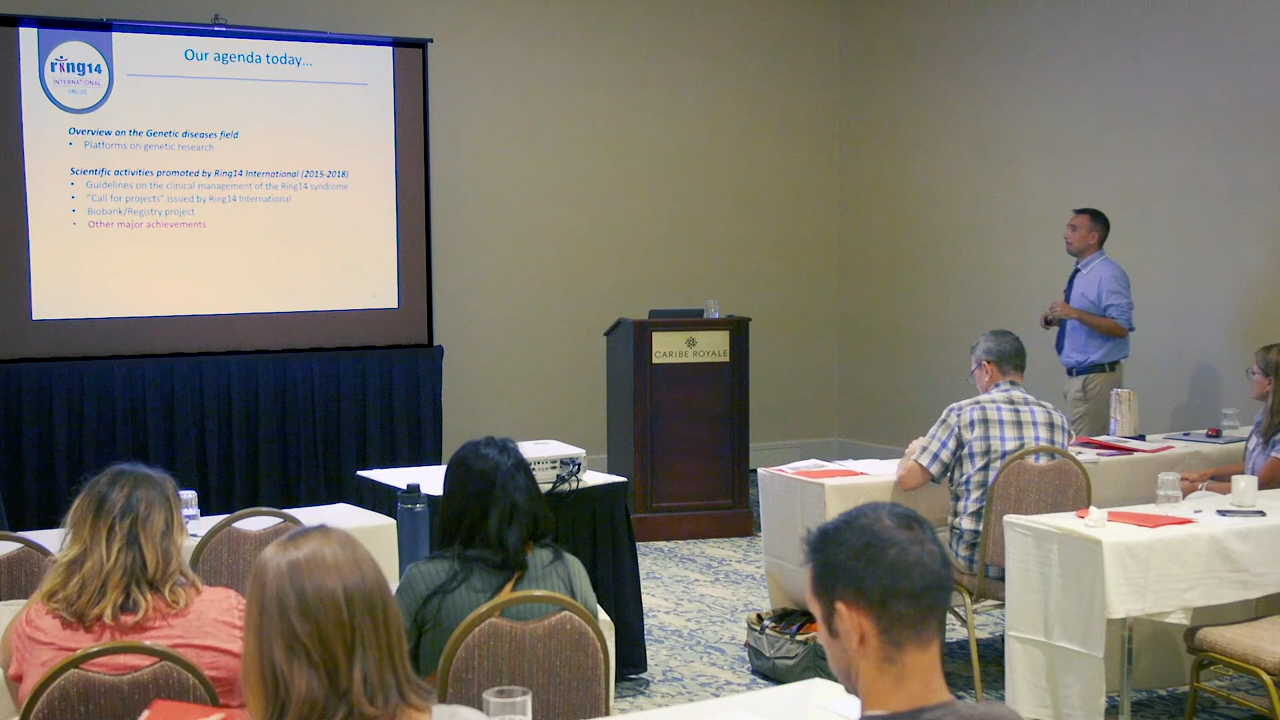 Our agenda today...
ring14
INTERNATIONAL
ONLUS
Overview on the Genetic diseases field
• Platforms on genetic research
Scientific activities promoted by Ring14 International (2015-2018)
• Guidelines on the clinical management of the Ring14 syndrome
• "Call for projects" issued by Ring14 International
• Biobank/Registry project
• Other major achievements
CARIBE ROYALE